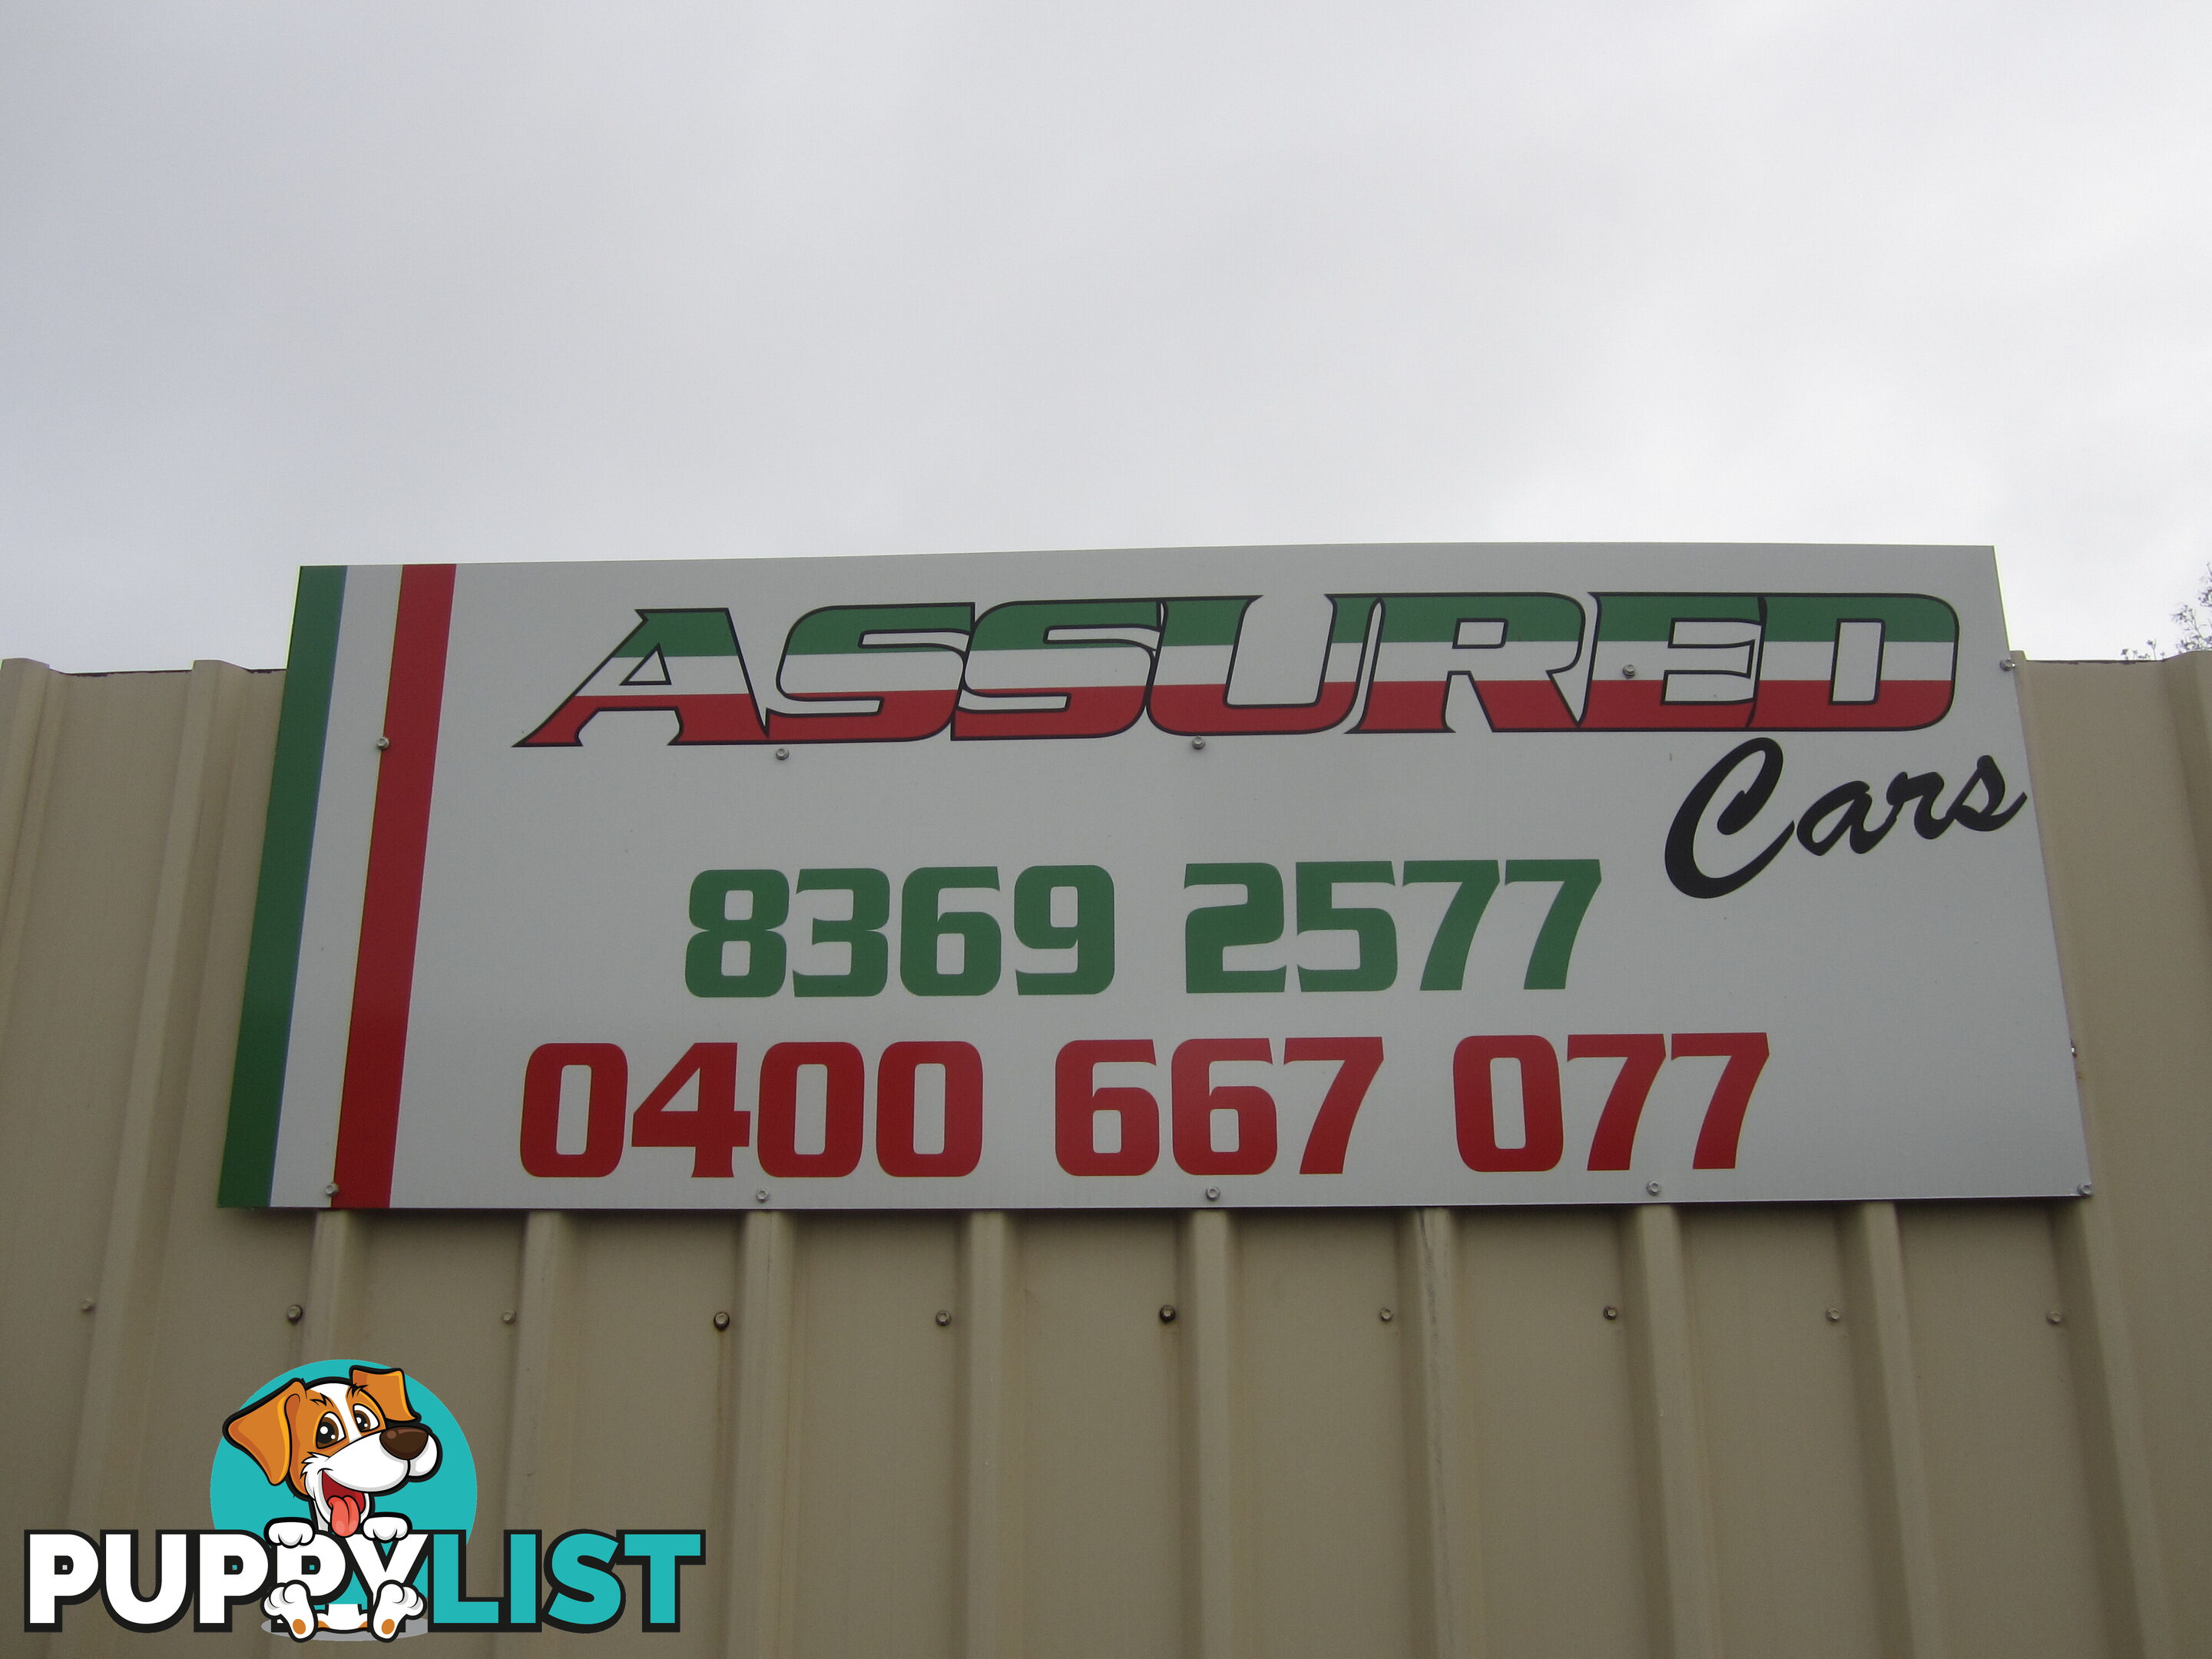 ASSURED
Cars
8369 2577
0400 667 077
PUPPYLIST